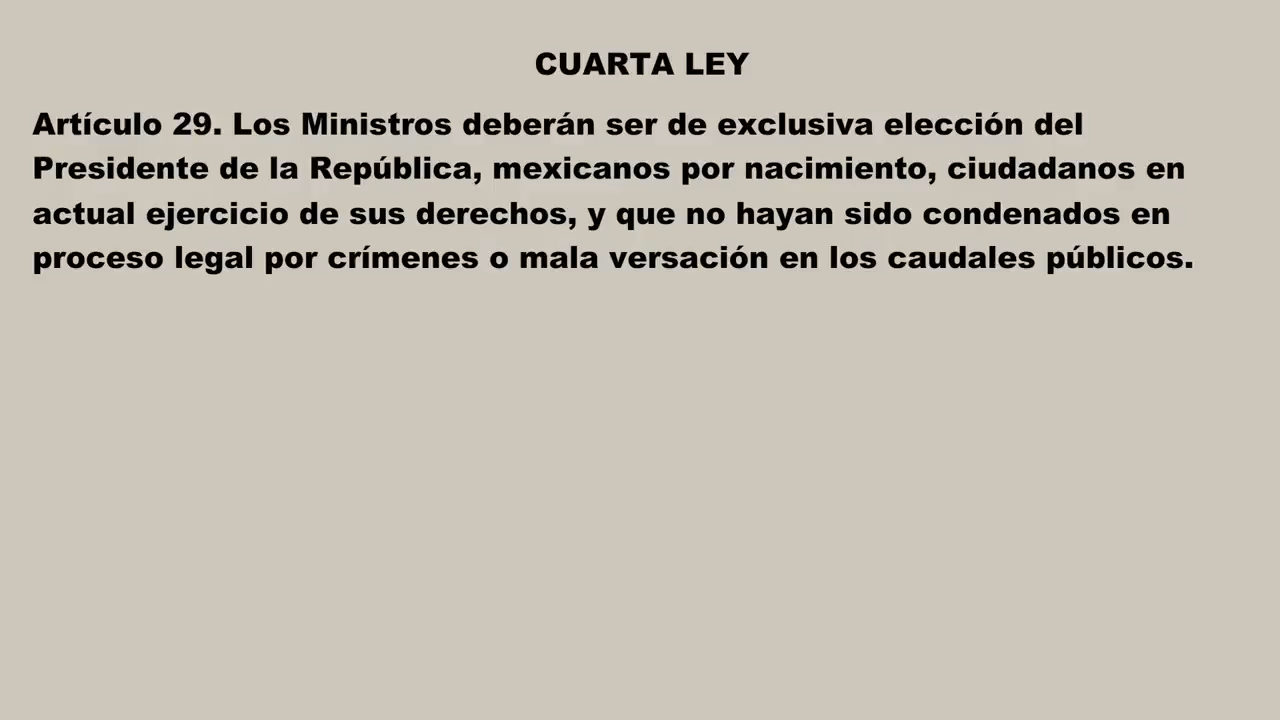 CUARTA LEY
Artículo 29. Los Ministros deberán ser de exclusiva elección del
Presidente de la República, mexicanos por nacimiento, ciudadanos en
actual ejercicio de sus derechos, y que no hayan sido condenados en
proceso legal por crímenes o mala versación en los caudales públicos.